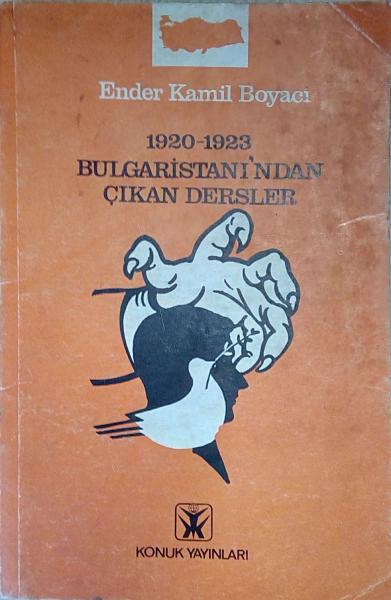 Ender Kamil Boyacı
1920-1923
BULGARİSTANI'NDAN
ÇIKAN DERSLER
KONUK YAYINLARI